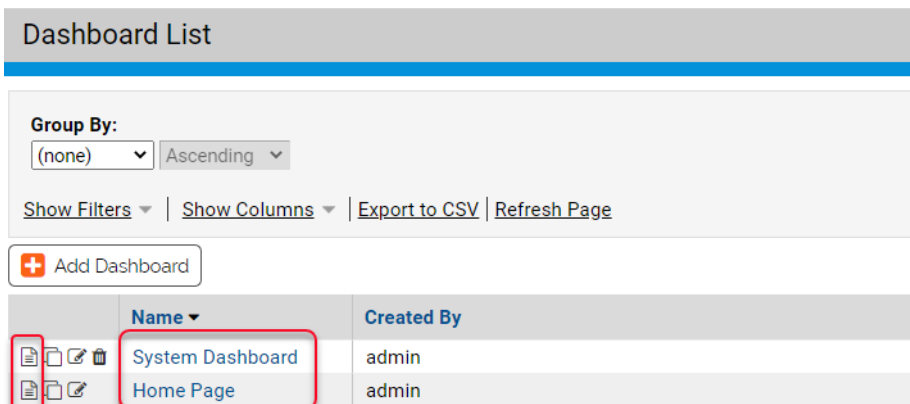 Dashboard List
Group By:
(none) Ascending
Show Filters | Show Columns | Export to CSV | Refresh Page
Add Dashboard
Name Created By
System Dashboard admin
Home Page admin